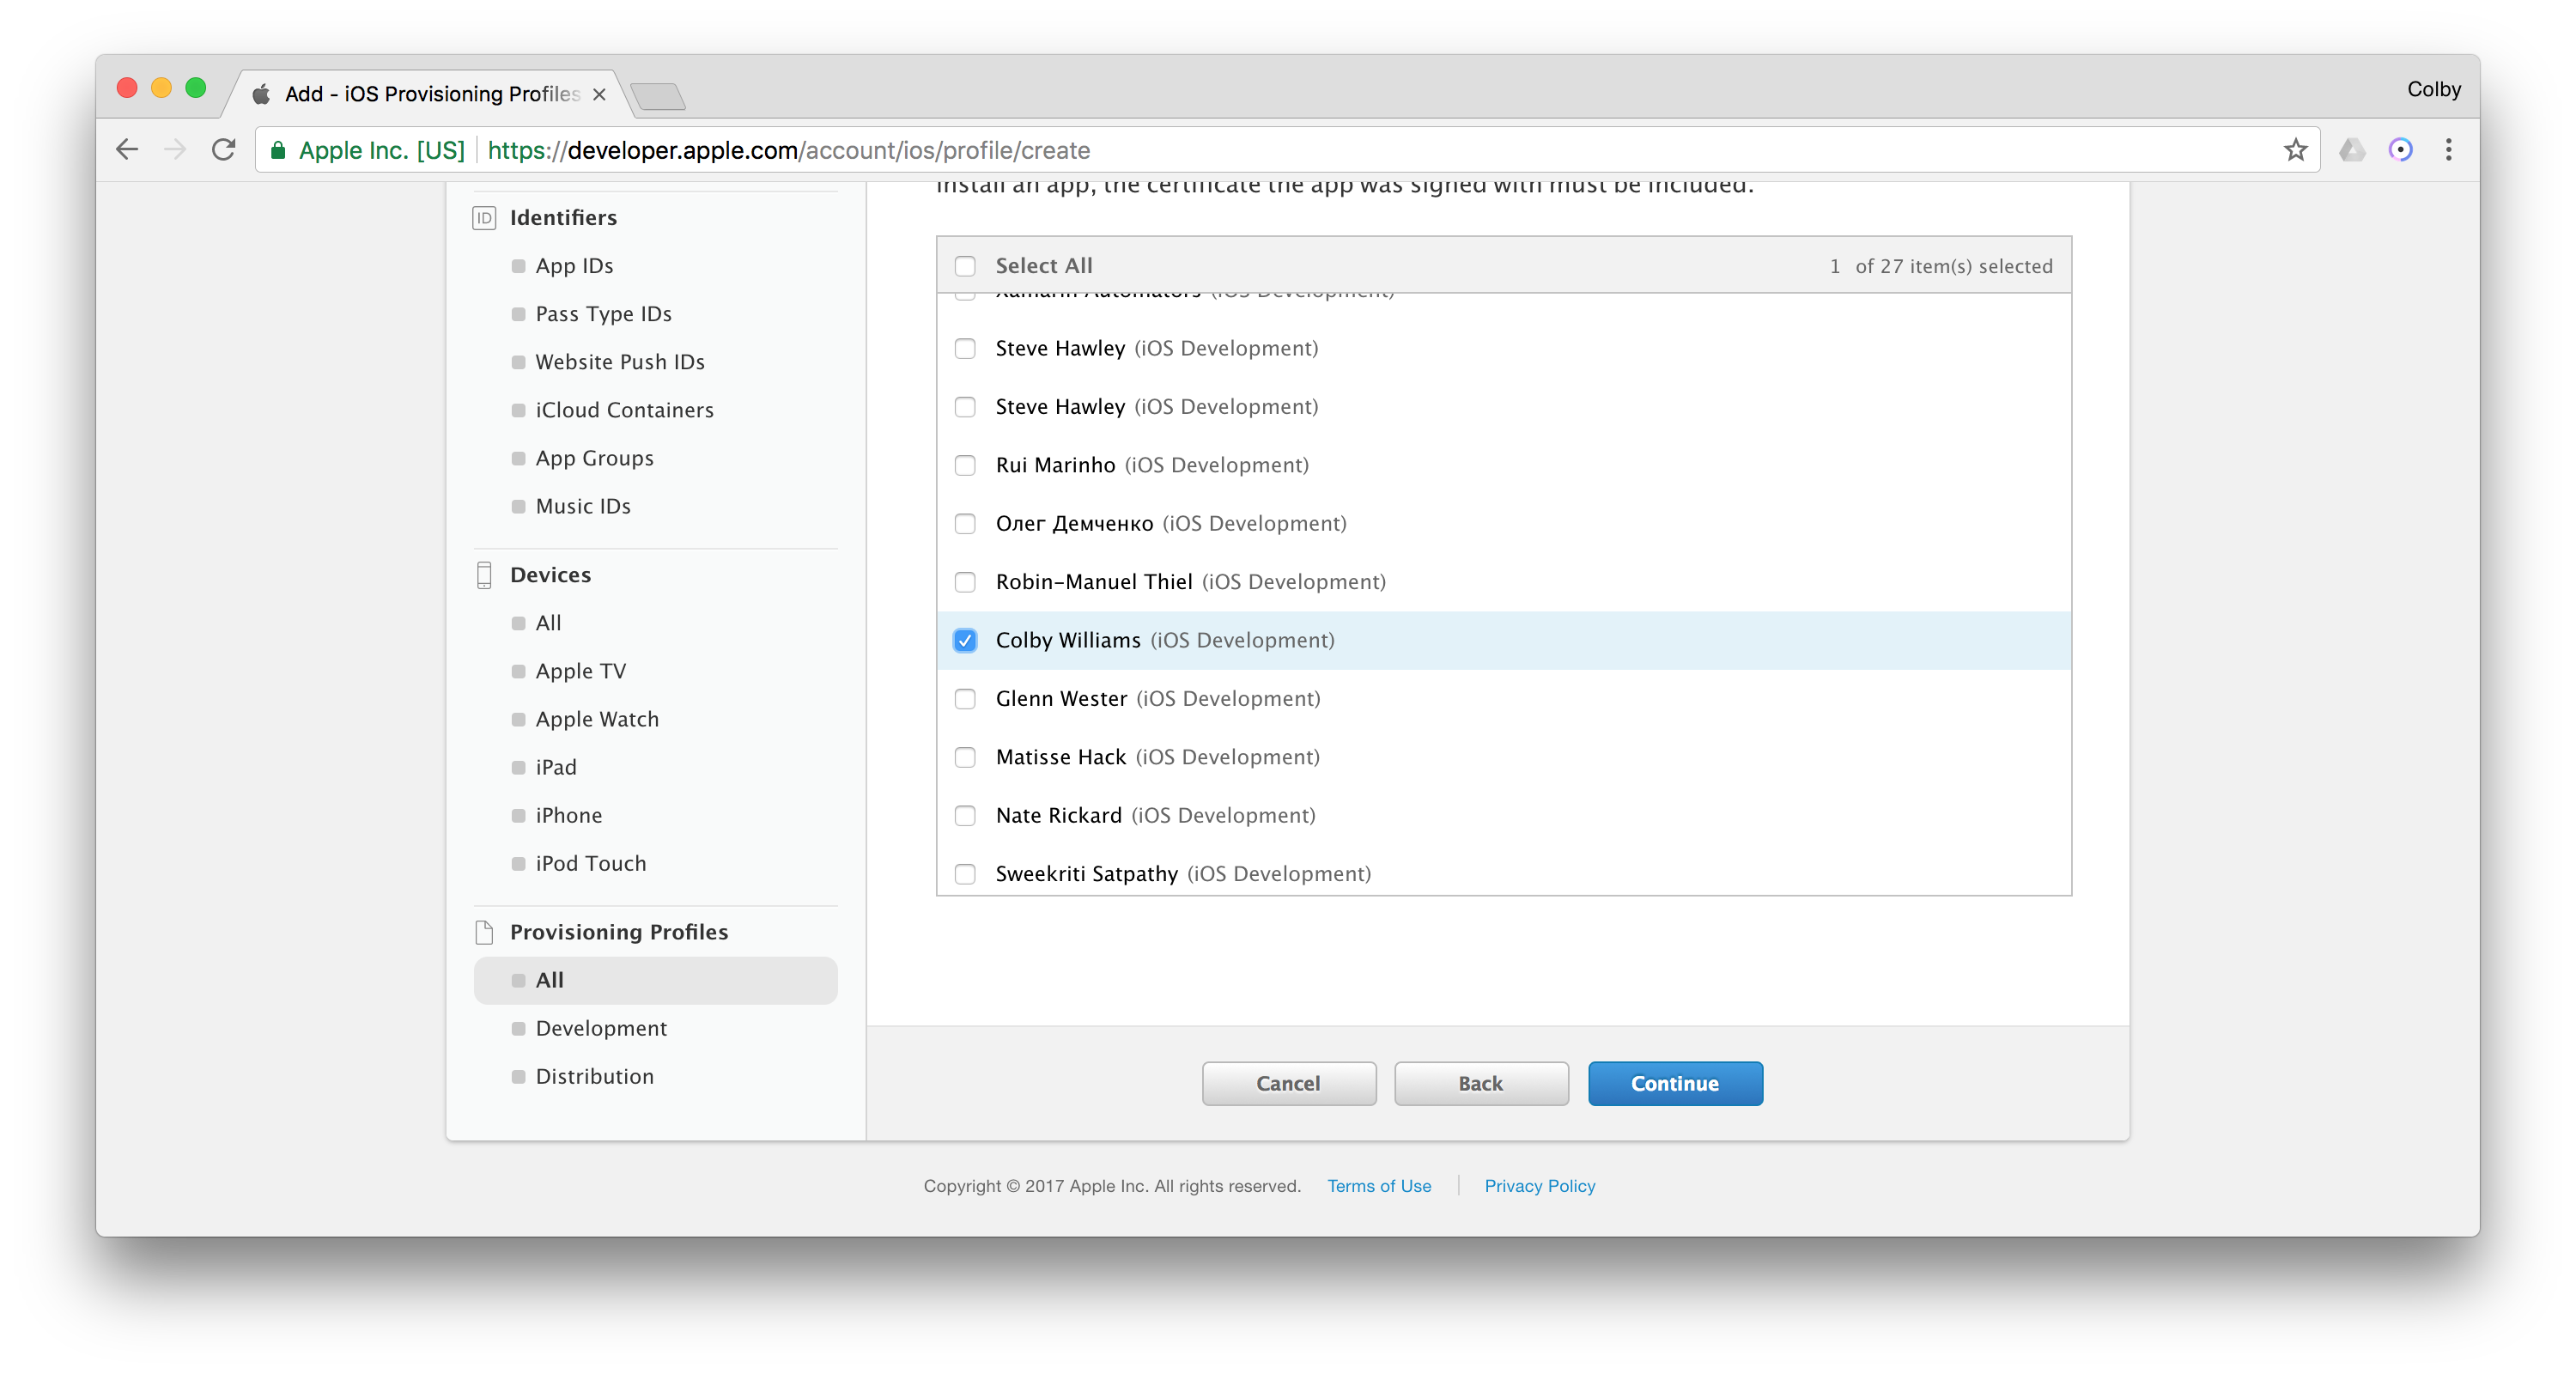 Add - iOS Provisioning Profiles
Colby
Apple Inc. [US]
https://developer.apple.com/account/ios/profile/create
install an app, the certificate the app was signed with must be included.
Identifiers
App IDs
Pass Type IDs
Website Push IDs
iCloud Containers
App Groups
Music IDs
Devices
All
Apple TV
Apple Watch
iPad
iPhone
iPod Touch
Provisioning Profiles
All
Development
Distribution
Select All
1 of 27 item(s) selected
Xamarin Automators (iOS Development)
Steve Hawley (iOS Development)
Steve Hawley (iOS Development)
Rui Marinho (iOS Development)
Олег Демченко (iOS Development)
Robin-Manuel Thiel (iOS Development)
Colby Williams (iOS Development)
Glenn Wester (iOS Development)
Matisse Hack (iOS Development)
Nate Rickard (iOS Development)
Sweekriti Satpathy (iOS Development)
Cancel
Back
Continue
Copyright © 2017 Apple Inc. All rights reserved.
Terms of Use
Privacy Policy